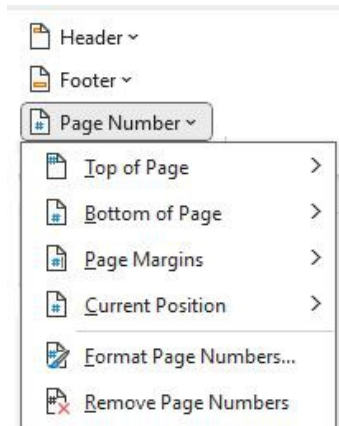 Header
Footer
Page Number
Top of Page
Bottom of Page
Page Margins
Current Position
Format Page Numbers...
Remove Page Numbers